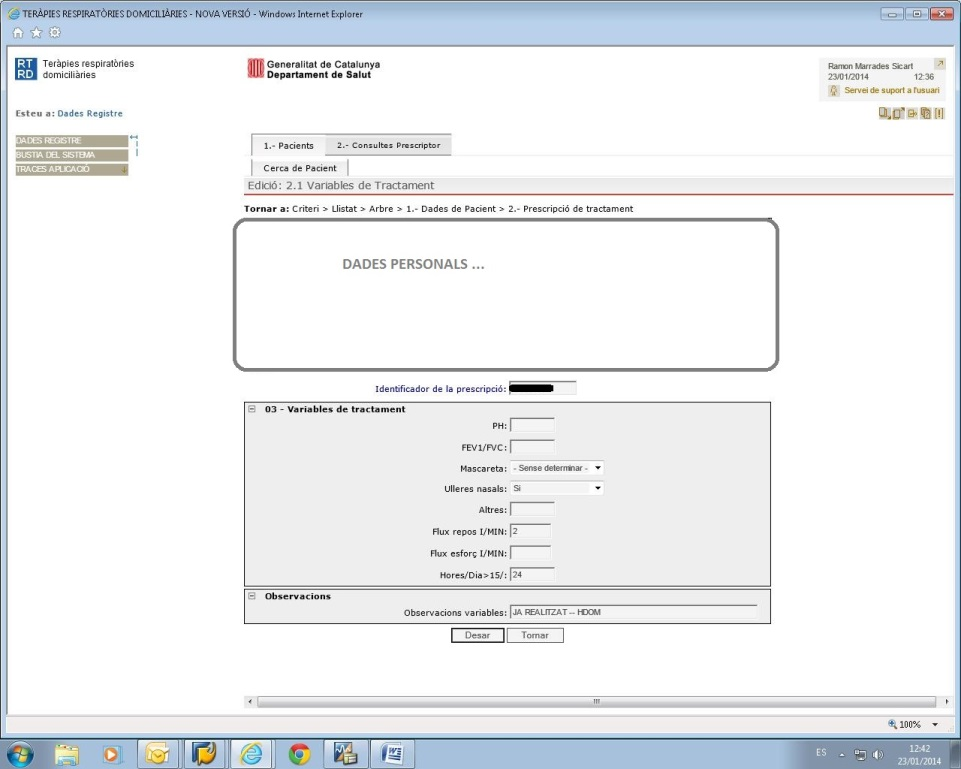 TERÀPIES RESPIRATÒRIES DOMICILIÀRIES - NOVA VERSIÓ - Windows Internet Explorer
RT RD Teràpies respiratòries domiciliàries
Generalitat de Catalunya
Departament de Salut
Ramon Marrades Sicart
23/01/2014 12:36
Servei de suport a l'usuari
Esteu a: Dades Registre
DADES REGISTRE
BUSTIA DEL SISTEMA
TRACES APLICACIÓ
1.- Pacients 2.- Consultes Prescriptor
Cerca de Pacient
Edició: 2.1 Variables de Tractament
Tornar a: Criteri > Llistat > Arbre > 1.- Dades de Pacient > 2.- Prescripció de tractament
DADES PERSONALS ...
Identificador de la prescripció:
03 - Variables de tractament
PH:
FEV1/FVC:
Mascareta: - Sense determinar -
Ulleres nasals: Si
Altres:
Flux repos l/MIN: 2
Flux esforç l/MIN:
Hores/Dia>15/: 24
Observacions
Observacions variables: JA REALITZAT -- HDOM
Desar Tornar
100%
ES 12:42
23/01/2014